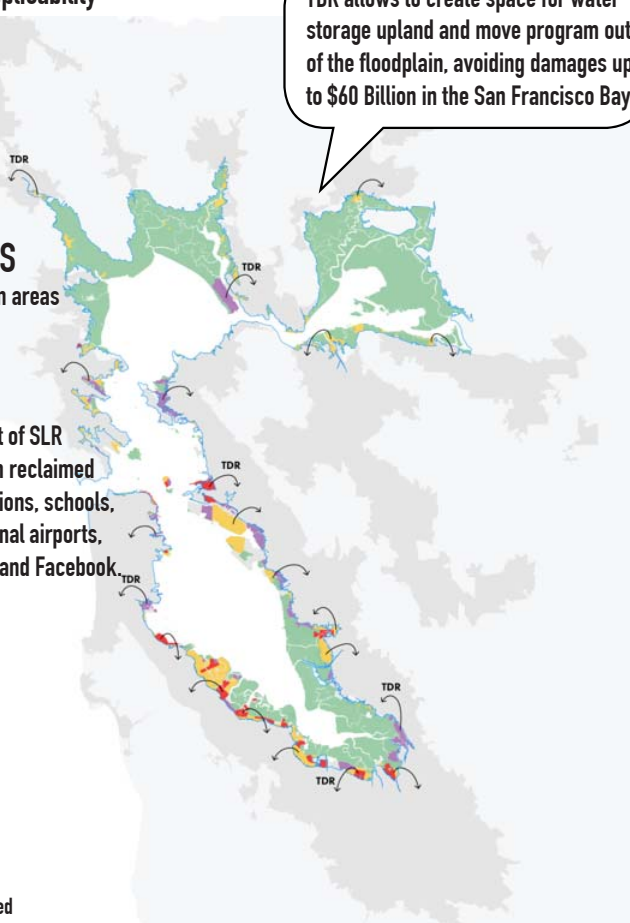 TDR allows to create space for water
storage upland and move program out
of the floodplain, avoiding damages up
to $60 Billion in the San Francisco Bay
TDR
S
n areas
TDR
t of SLR
n reclaimed
ions, schools,
nal airports,
and Facebook.
TDR
TDR
TDR
TDR
ed